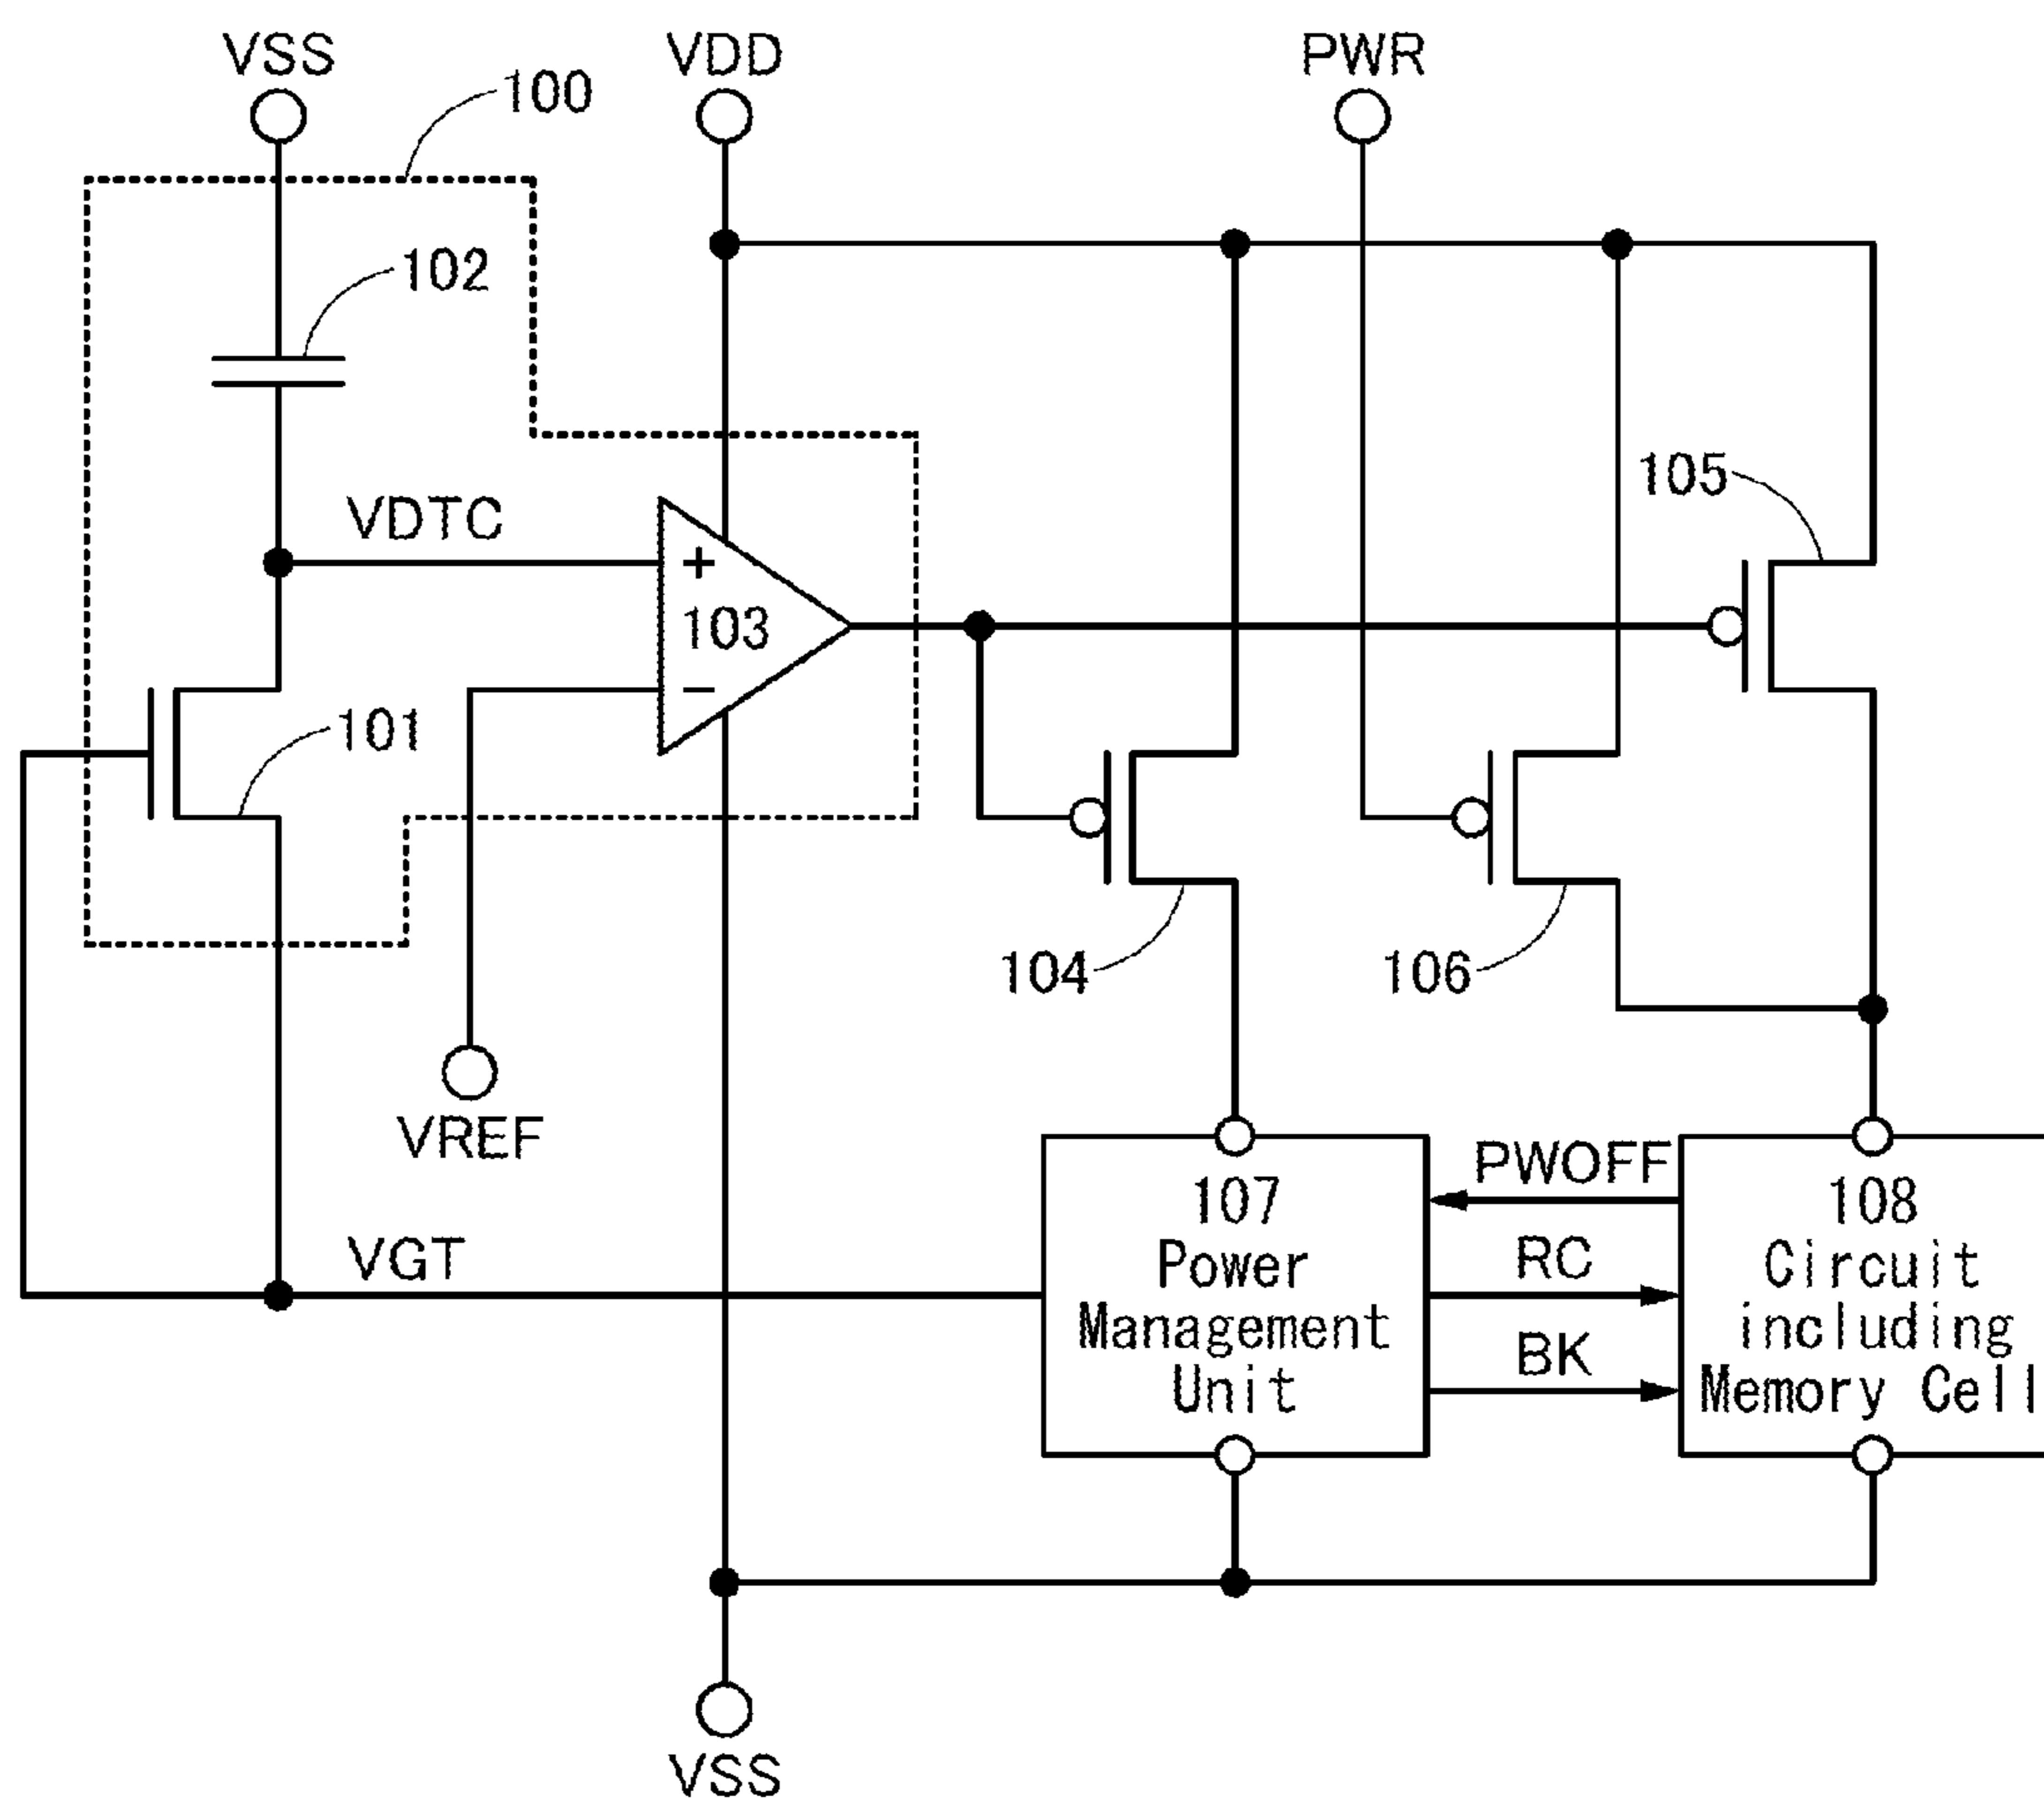 VSS
VDD
PWR
100
102
105
VDTC
+
103
−
101
104
106
VREF
PWOFF
107
Power
Management
Unit
108
Circuit
including
Memory Cell
RC
VGT
BK
VSS